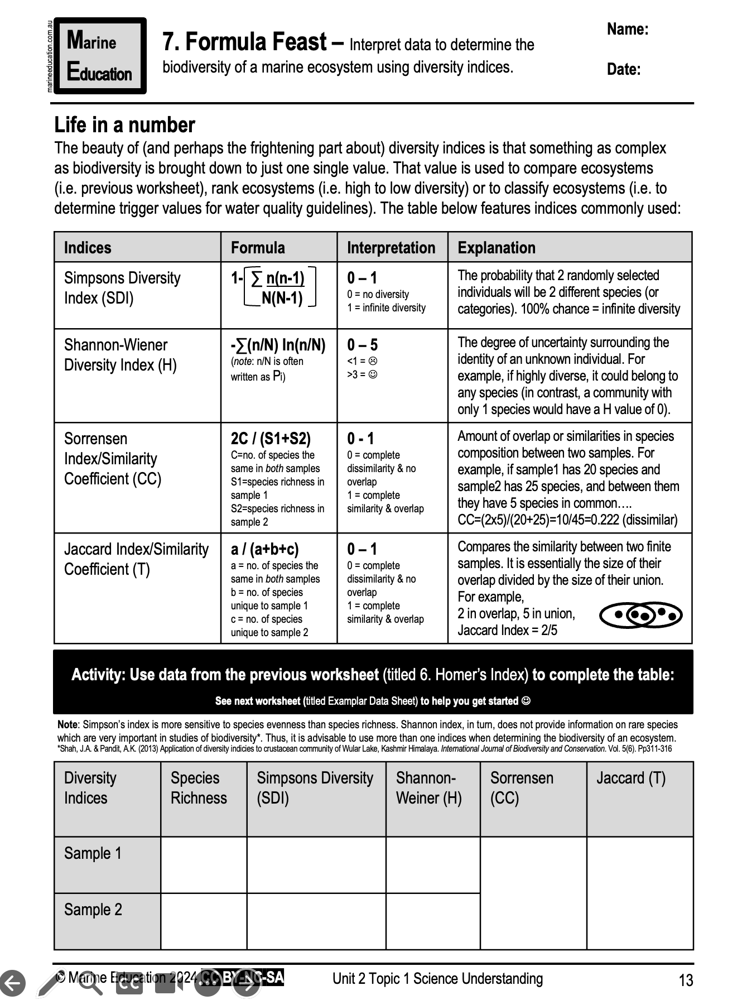 marineeducation.com.au
Marine
Education
7. Formula Feast – Interpret data to determine the
biodiversity of a marine ecosystem using diversity indices.
Name:
Date:
Life in a number
The beauty of (and perhaps the frightening part about) diversity indices is that something as complex
as biodiversity is brought down to just one single value. That value is used to compare ecosystems
(i.e. previous worksheet), rank ecosystems (i.e. high to low diversity) or to classify ecosystems (i.e. to
determine trigger values for water quality guidelines). The table below features indices commonly used:
Indices
Formula
Interpretation
Explanation
Simpsons Diversity
Index (SDI)
1- ∑ n(n-1)
N(N-1)
0 – 1
0 = no diversity
1 = infinite diversity
The probability that 2 randomly selected
individuals will be 2 different species (or
categories). 100% chance = infinite diversity
Shannon-Wiener
Diversity Index (H)
-∑(n/N) ln(n/N)
(note: n/N is often
written as Pi)
0 – 5
<1 = ☹
>3 = ☺
The degree of uncertainty surrounding the
identity of an unknown individual. For
example, if highly diverse, it could belong to
any species (in contrast, a community with
only 1 species would have a H value of 0).
Sorrensen
Index/Similarity
Coefficient (CC)
2C / (S1+S2)
C=no. of species the
same in both samples
S1=species richness in
sample 1
S2=species richness in
sample 2
0 - 1
0 = complete
dissimilarity & no
overlap
1 = complete
similarity & overlap
Amount of overlap or similarities in species
composition between two samples. For
example, if sample1 has 20 species and
sample2 has 25 species, and between them
they have 5 species in common….
CC=(2x5)/(20+25)=10/45=0.222 (dissimilar)
Jaccard Index/Similarity
Coefficient (T)
a / (a+b+c)
a = no. of species the
same in both samples
b = no. of species
unique to sample 1
c = no. of species
unique to sample 2
0 – 1
0 = complete
dissimilarity & no
overlap
1 = complete
similarity & overlap
Compares the similarity between two finite
samples. It is essentially the size of their
overlap divided by the size of their union.
For example,
2 in overlap, 5 in union,
Jaccard Index = 2/5
Activity: Use data from the previous worksheet (titled 6. Homer’s Index) to complete the table:
See next worksheet (titled Examplar Data Sheet) to help you get started ☺
Note: Simpson’s index is more sensitive to species evenness than species richness. Shannon index, in turn, does not provide information on rare species
which are very important in studies of biodiversity*. Thus, it is advisable to use more than one indices when determining the biodiversity of an ecosystem.
*Shah, J.A. & Pandit, A.K. (2013) Application of diversity indicies to crustacean community of Wular Lake, Kashmir Himalaya. International Journal of Biodiversity and Conservation. Vol. 5(6). Pp311-316
Diversity
Indices
Species
Richness
Simpsons Diversity
(SDI)
Shannon-
Weiner (H)
Sorrensen
(CC)
Jaccard (T)
Sample 1
Sample 2
© Marine Education 2024 CC BY-NC-SA
CC
Unit 2 Topic 1 Science Understanding
13